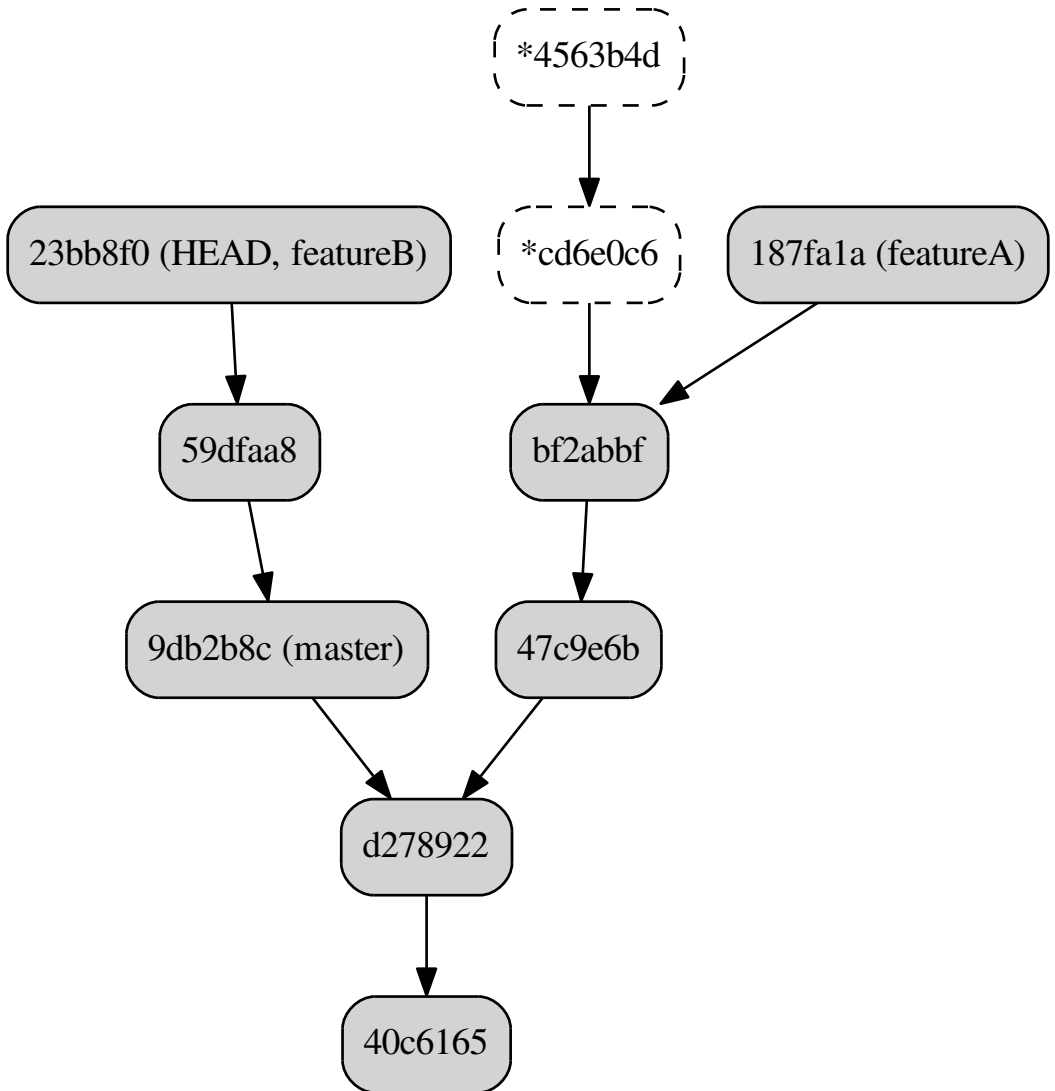 *4563b4d
23bb8f0 (HEAD, featureB)
*cd6e0c6
187fa1a (featureA)
59dfaa8
bf2abbf
9db2b8c (master)
47c9e6b
d278922
40c6165